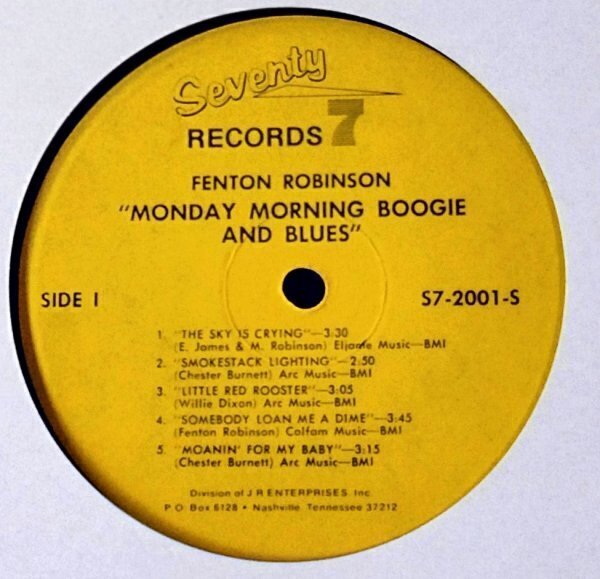 Seventy
RECORDS 7
FENTON ROBINSON
"MONDAY MORNING BOOGIE
AND BLUES"
SIDE I
S7-2001-S
1. "THE SKY IS CRYING"—3:30
(E. James & M. Robinson) Eljame Music—BMI
2. "SMOKESTACK LIGHTING"—2:50
(Chester Burnett) Arc Music—BMI
3. "LITTLE RED ROOSTER"—3:05
(Willie Dixon) Arc Music—BMI
4. "SOMEBODY LOAN ME A DIME"—3:45
(Fenton Robinson) Colfam Music—BMI
5. "MOANIN' FOR MY BABY"—3:15
(Chester Burnett) Arc Music—BMI
Division of J R ENTERPRISES, Inc.
P O Box 6128 • Nashville Tennessee 37212